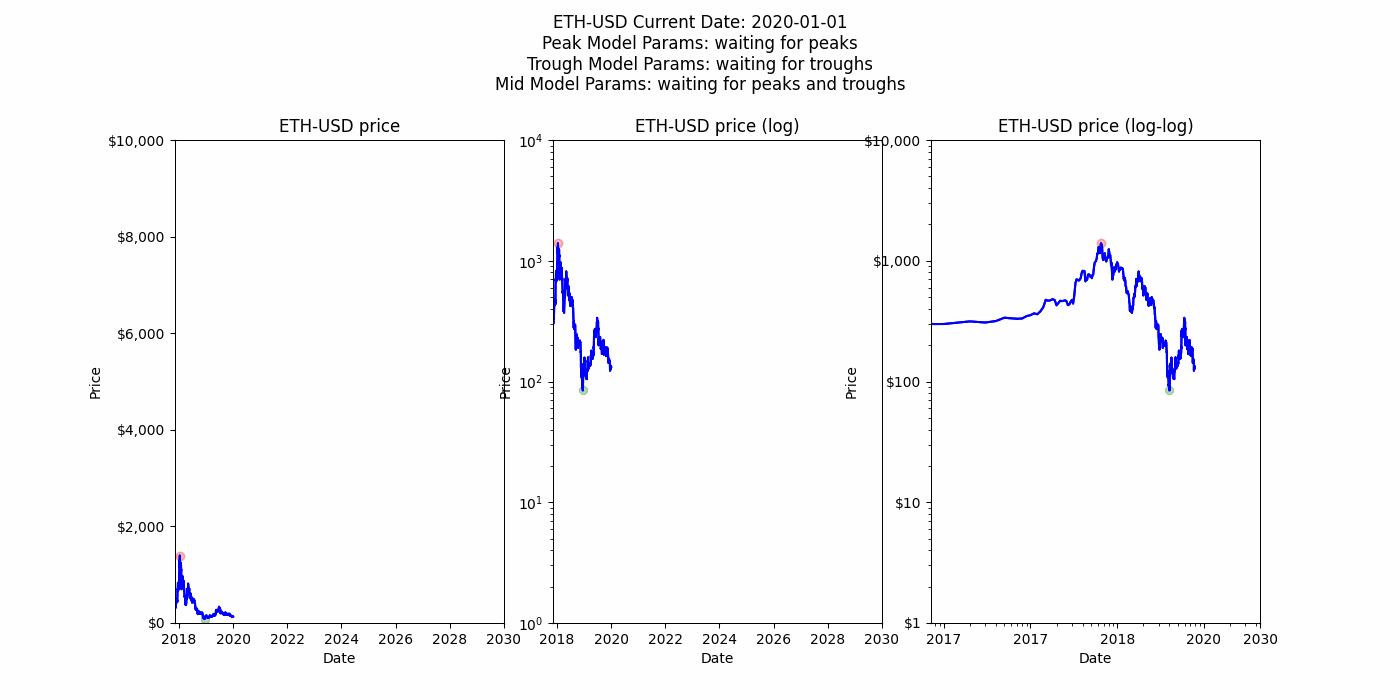 ETH-USD Current Date: 2020-01-01
Peak Model Params: waiting for peaks
Trough Model Params: waiting for troughs
Mid Model Params: waiting for peaks and troughs
ETH-USD price
$10,000
$8,000
$6,000
$4,000
$2,000
$0
Price
2018 2020 2022 2024 2026 2028 2030
Date
ETH-USD price (log)
10^4
10^3
10^2
10^1
10^0
Price
2018 2020 2022 2024 2026 2028 2030
Date
ETH-USD price (log-log)
$10,000
$1,000
$100
$10
$1
Price
2017 2017 2018 2020 2030
Date